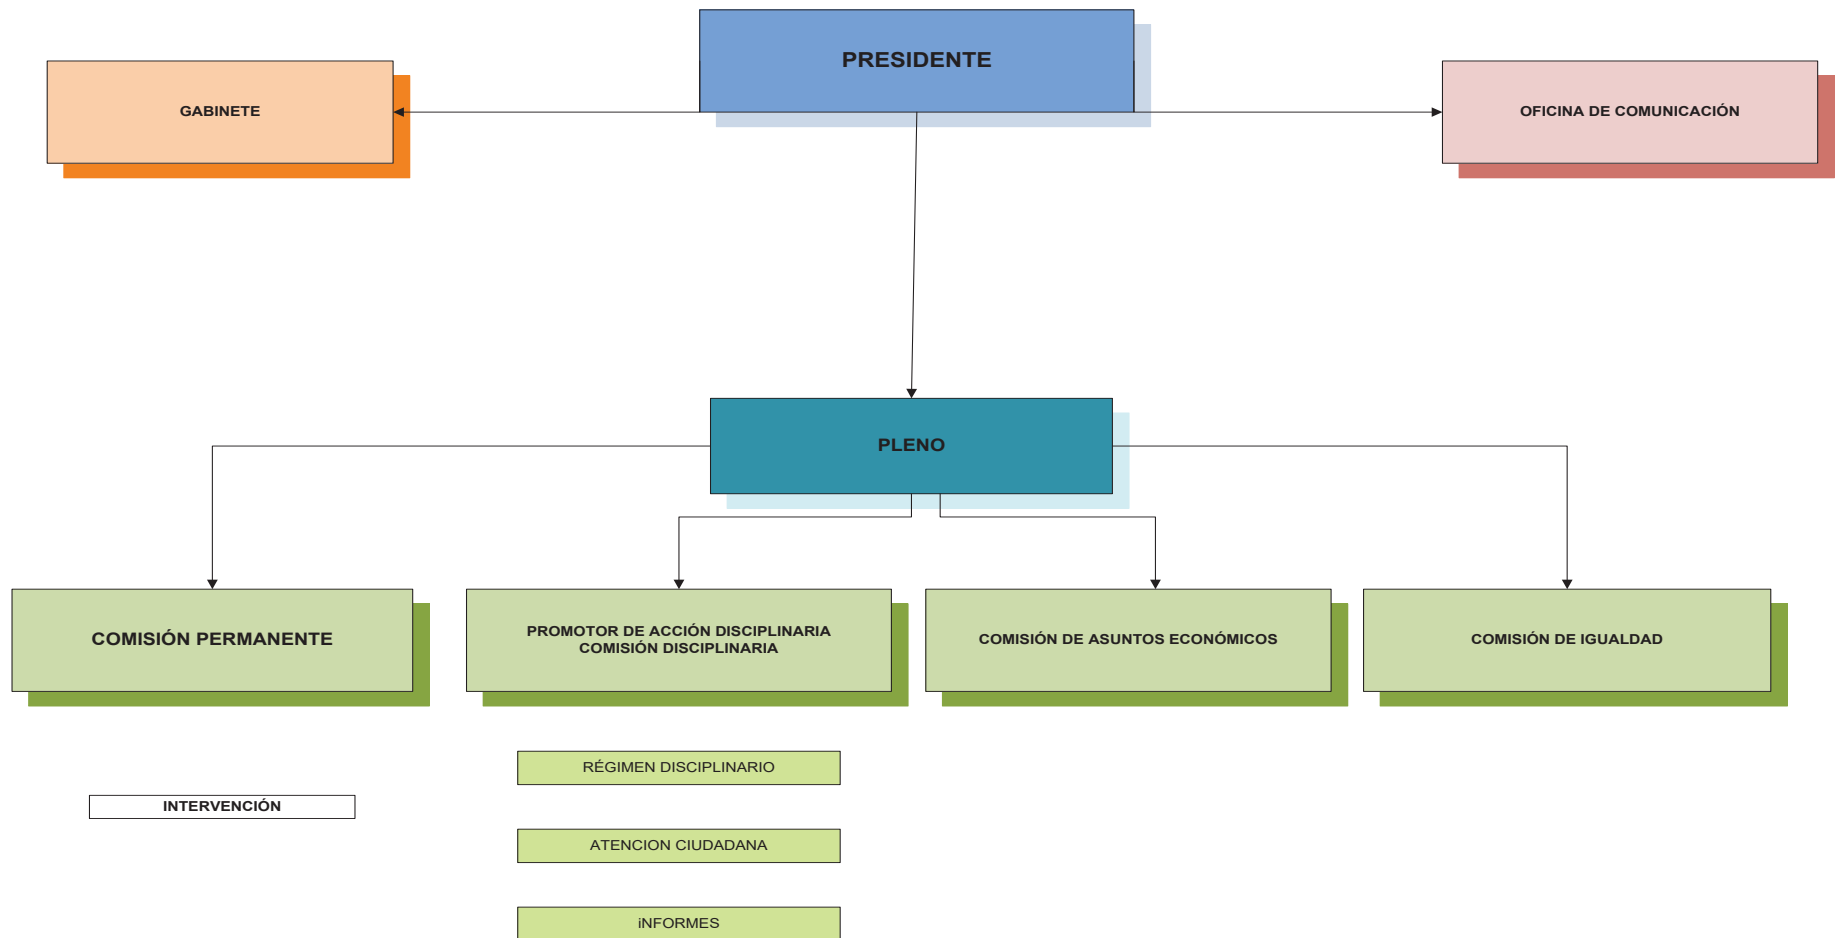 PRESIDENTE
GABINETE
OFICINA DE COMUNICACIÓN
PLENO
COMISIÓN PERMANENTE
PROMOTOR DE ACCIÓN DISCIPLINARIA
COMISIÓN DISCIPLINARIA
COMISIÓN DE ASUNTOS ECONÓMICOS
COMISIÓN DE IGUALDAD
RÉGIMEN DISCIPLINARIO
INTERVENCIÓN
ATENCION CIUDADANA
iNFORMES